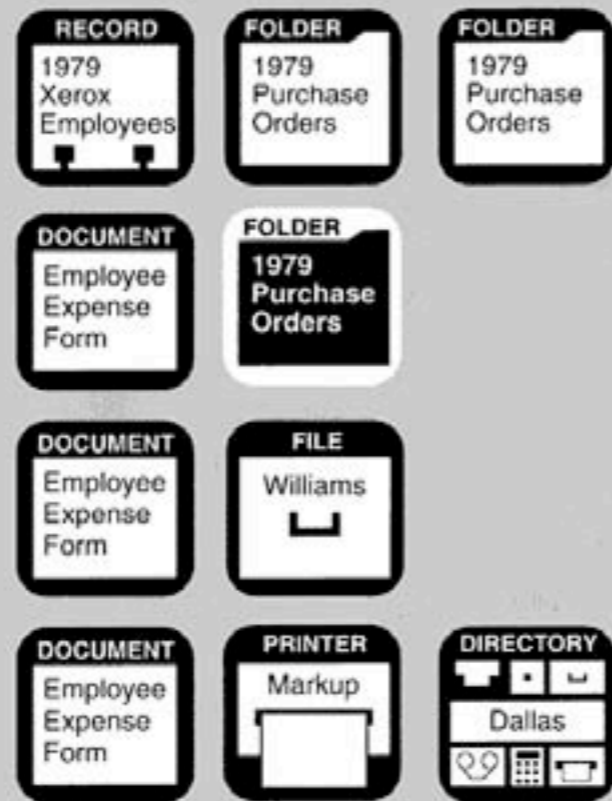 RECORD
1979
Xerox
Employees
FOLDER
1979
Purchase
Orders
FOLDER
1979
Purchase
Orders
DOCUMENT
Employee
Expense
Form
FOLDER
1979
Purchase
Orders
DOCUMENT
Employee
Expense
Form
FILE
Williams
DOCUMENT
Employee
Expense
Form
PRINTER
Markup
DIRECTORY
Dallas